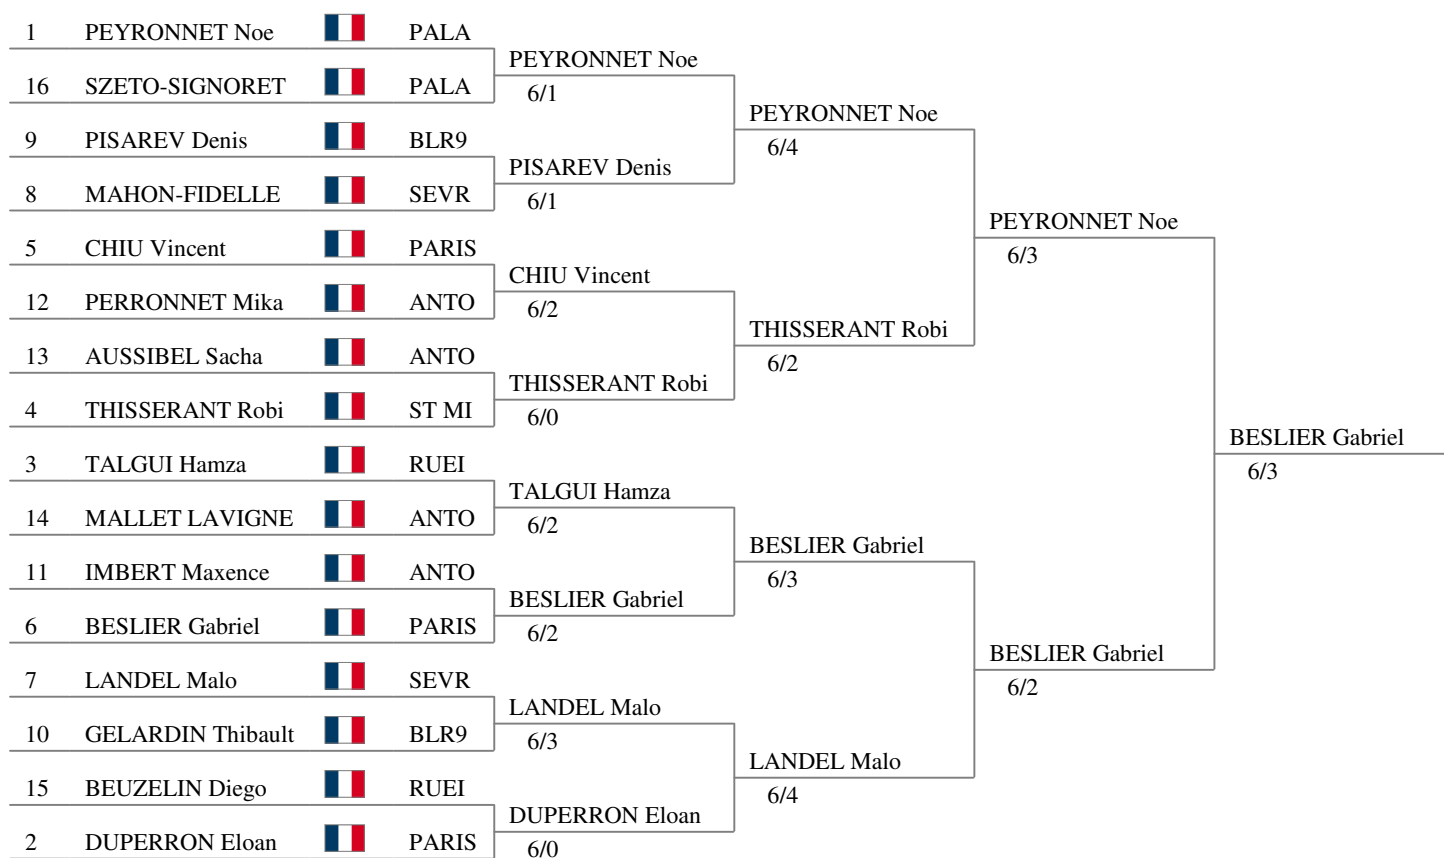 1 PEYRONNET Noe PALA
16 SZETO-SIGNORET PALA
9 PISAREV Denis BLR9
8 MAHON-FIDELLE SEVR
5 CHIU Vincent PARIS
12 PERRONNET Mika ANTO
13 AUSSIBEL Sacha ANTO
4 THISSERANT Robi ST MI
3 TALGUI Hamza RUEI
14 MALLET LAVIGNE ANTO
11 IMBERT Maxence ANTO
6 BESLIER Gabriel PARIS
7 LANDEL Malo SEVR
10 GELARDIN Thibault BLR9
15 BEUZELIN Diego RUEI
2 DUPERRON Eloan PARIS
PEYRONNET Noe
6/1
PISAREV Denis
6/1
CHIU Vincent
6/2
THISSERANT Robi
6/0
TALGUI Hamza
6/2
BESLIER Gabriel
6/2
LANDEL Malo
6/3
DUPERRON Eloan
6/0
PEYRONNET Noe
6/4
THISSERANT Robi
6/2
BESLIER Gabriel
6/3
LANDEL Malo
6/4
PEYRONNET Noe
6/3
BESLIER Gabriel
6/2
BESLIER Gabriel
6/3